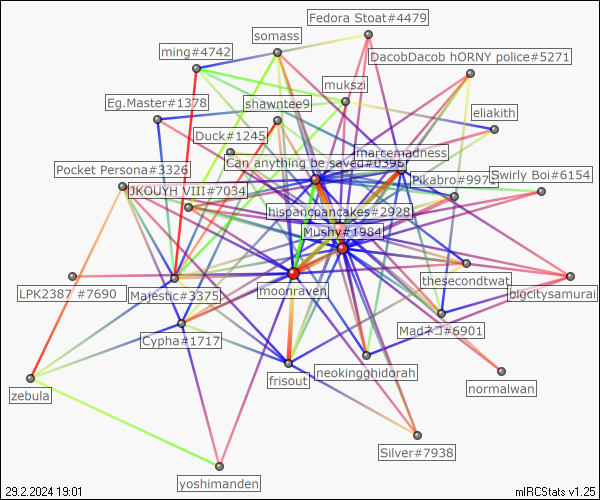 Fedora Stoat#4479
somass
ming#4742
DacobDacob hORNY police#5271
mukszi
Eg.Master#1378
shawntee9
eliakith
Duck#1245
marcemadness
Can anything be saved#0396
Pocket Persona#3326
Pikabro#9971
Swirly Boi#6154
JKOUYH VIII#7034
hispancpancakes#2928
Mushy#1984
thesecondtwat
LPK2387 #7690
Majestic#3375
moonraven
bigcitysamurai
Madネコ#6901
Cypha#1717
frisout
neokingghidorah
normalwan
zebula
Silver#7938
yoshimanden
29.2.2024 19:01
mIRCStats v1.25